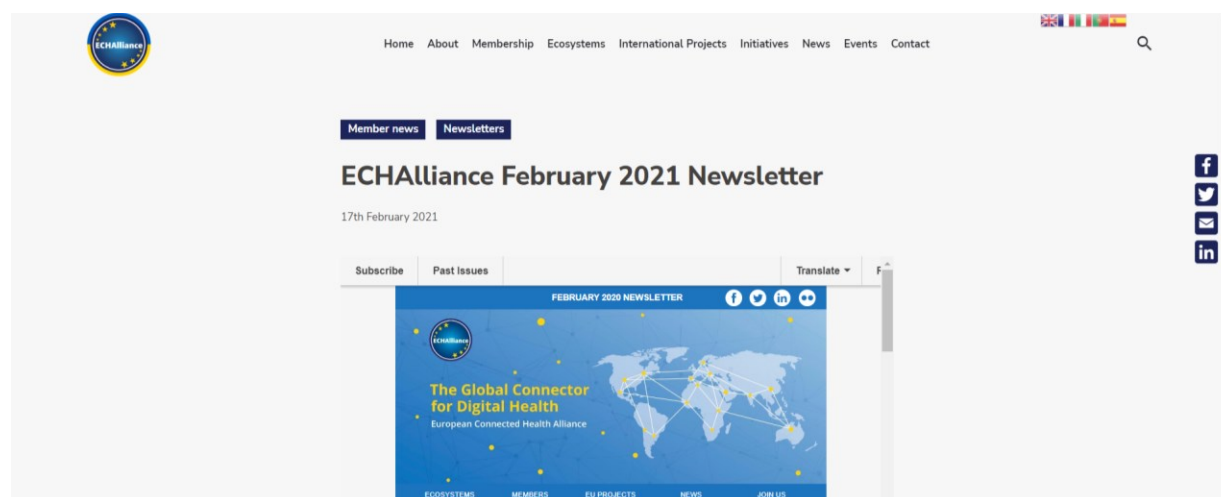 ECHAlliance
Home About Membership Ecosystems International Projects Initiatives News Events Contact
Member news Newsletters
ECHAlliance February 2021 Newsletter
17th February 2021
Subscribe Past Issues Translate
FEBRUARY 2020 NEWSLETTER
ECHAlliance
The Global Connector
for Digital Health
European Connected Health Alliance
ECOSYSTEMS MEMBERS EU PROJECTS NEWS JOIN US